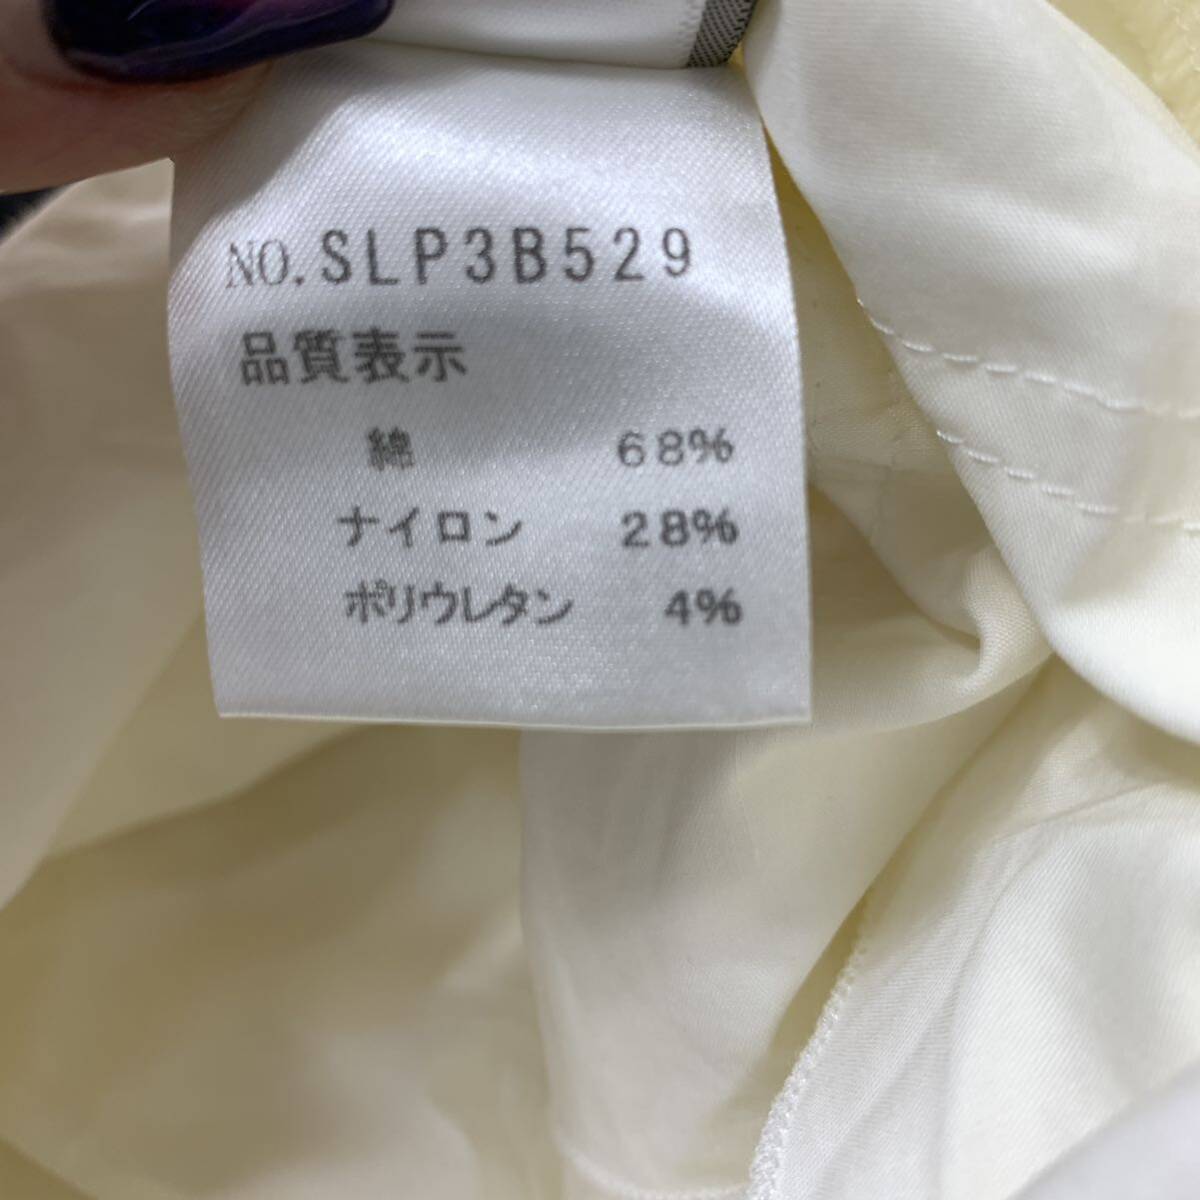 NO.SLP3B529
品質表示
綿 68%
ナイロン 28%
ポリウレタン 4%